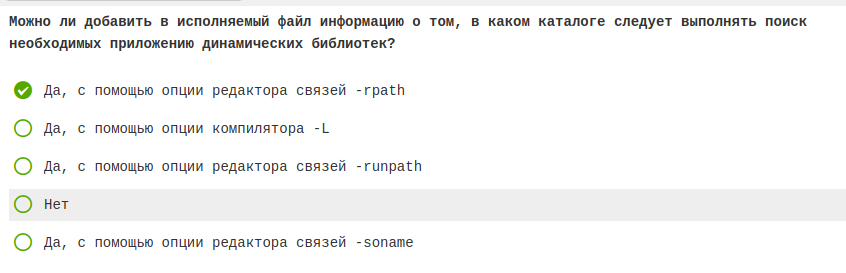 Можно ли добавить в исполняемый файл информацию о том, в каком каталоге следует выполнять поиск
необходимых приложению динамических библиотек?
Да, с помощью опции редактора связей -rpath
Да, с помощью опции компилятора -L
Да, с помощью опции редактора связей -runpath
Нет
Да, с помощью опции редактора связей -soname